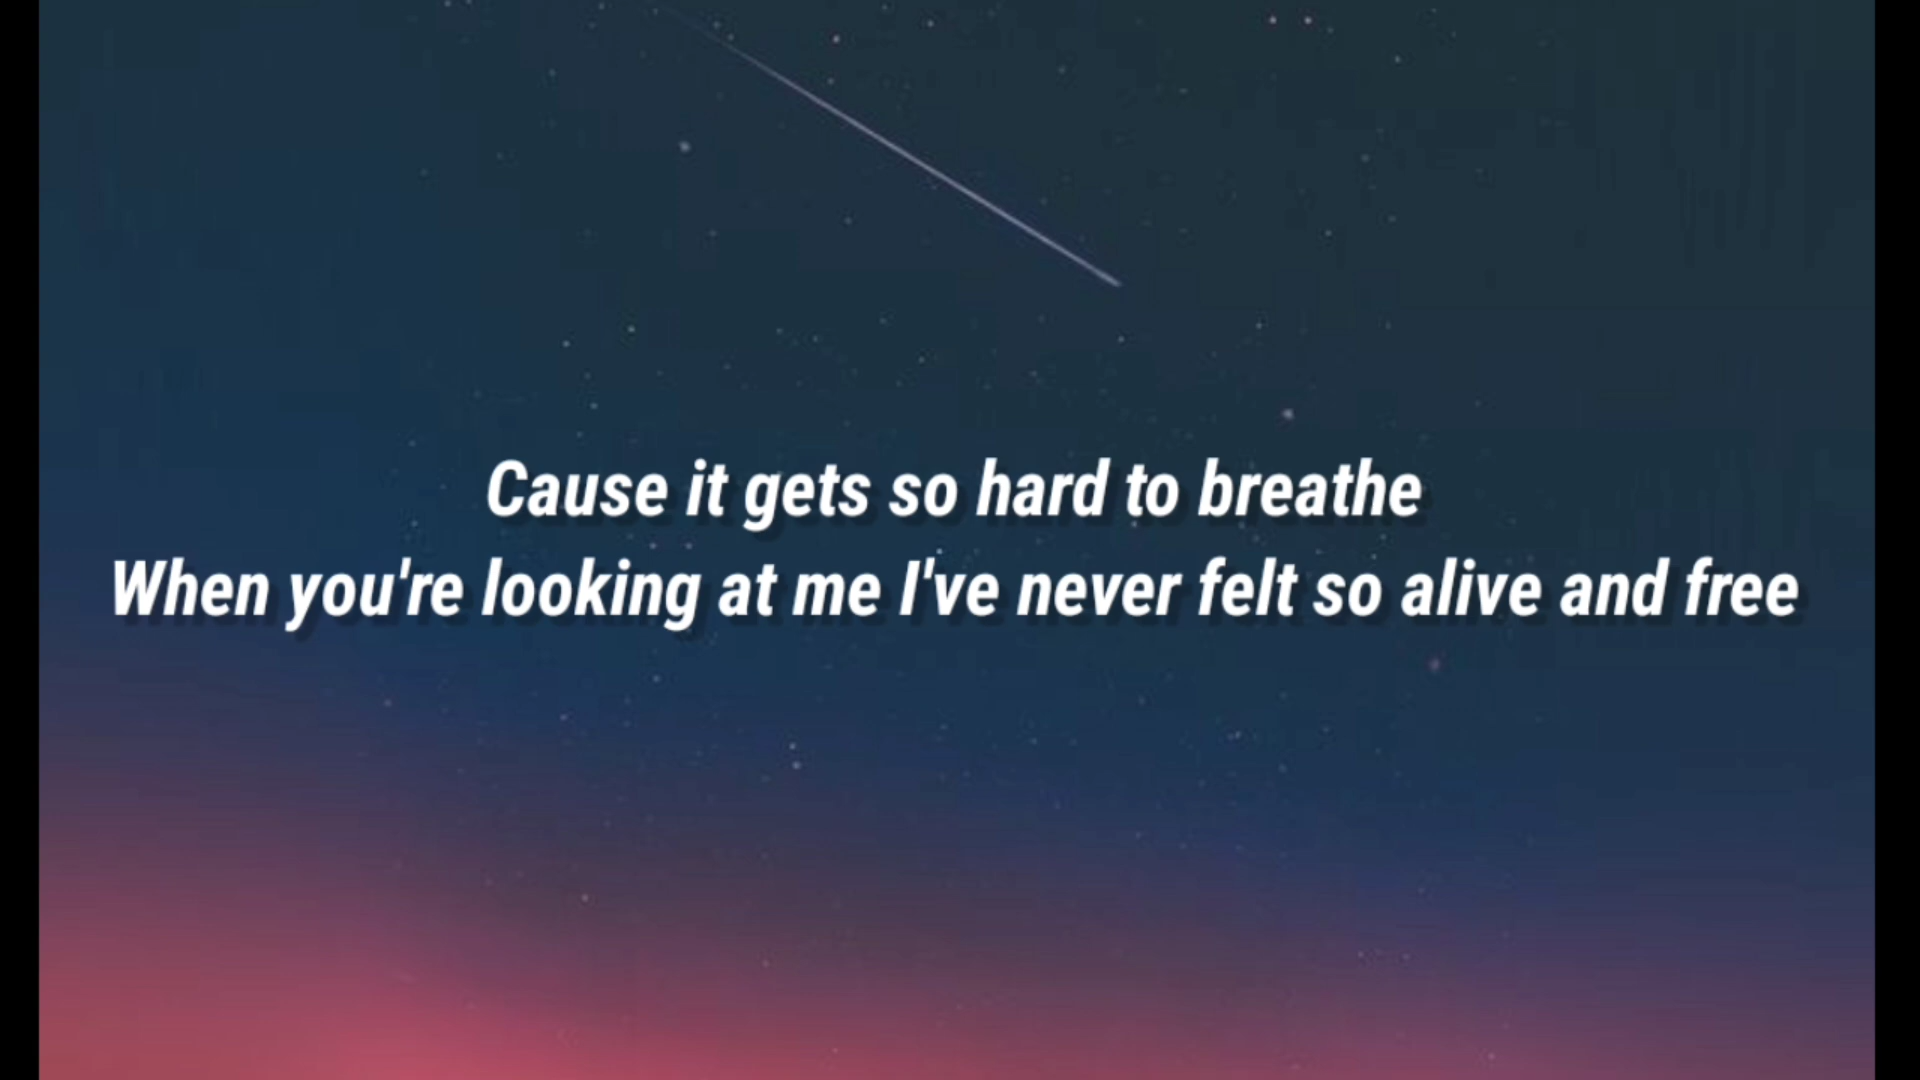 Cause it gets so hard to breathe
When you're looking at me I've never felt so alive and free